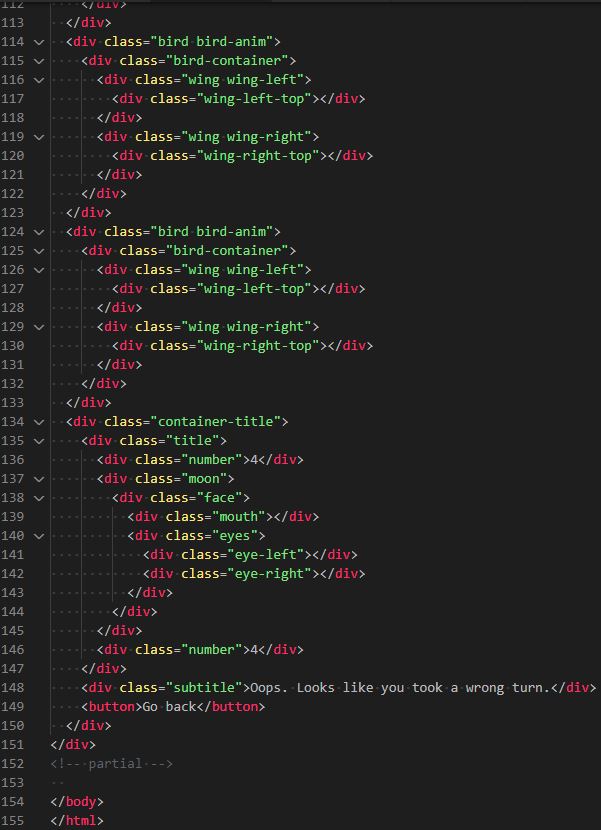 112 </div>
113 </div>
114 <div class="bird bird-anim">
115 <div class="bird-container">
116 <div class="wing wing-left">
117 <div class="wing-left-top"></div>
118 </div>
119 <div class="wing wing-right">
120 <div class="wing-right-top"></div>
121 </div>
122 </div>
123 </div>
124 <div class="bird bird-anim">
125 <div class="bird-container">
126 <div class="wing wing-left">
127 <div class="wing-left-top"></div>
128 </div>
129 <div class="wing wing-right">
130 <div class="wing-right-top"></div>
131 </div>
132 </div>
133 </div>
134 <div class="container-title">
135 <div class="title">
136 <div class="number">4</div>
137 <div class="moon">
138 <div class="face">
139 <div class="mouth"></div>
140 <div class="eyes">
141 <div class="eye-left"></div>
142 <div class="eye-right"></div>
143 </div>
144 </div>
145 </div>
146 <div class="number">4</div>
147 </div>
148 <div class="subtitle">Oops. Looks like you took a wrong turn.</div>
149 <button>Go back</button>
150 </div>
151 </div>
152 <!-- partial -->
153
154 </body>
155 </html>